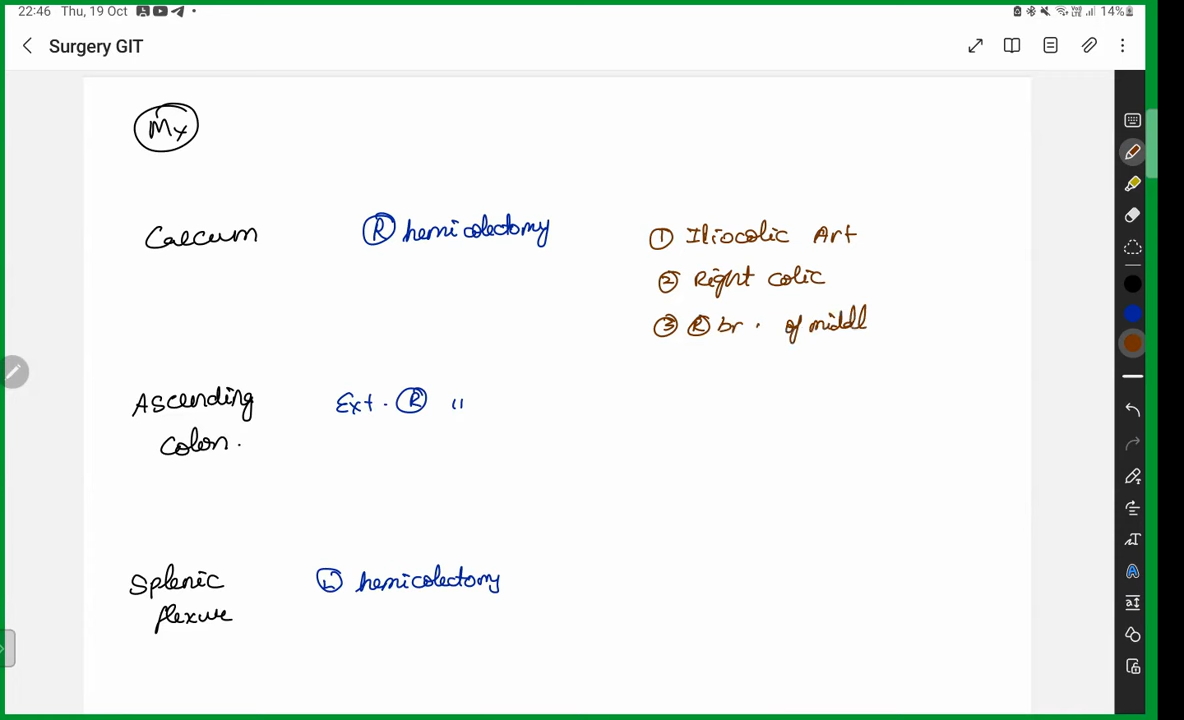 22:46 Thu, 19 Oct
14%
Surgery GIT
Mx
Caecum
R hemicolectomy
① Iliocolic Art
② Right colic
③ R br. of middl
Ascending
Colon.
Ext. R "
Splenic
flexure
L hemicolectomy